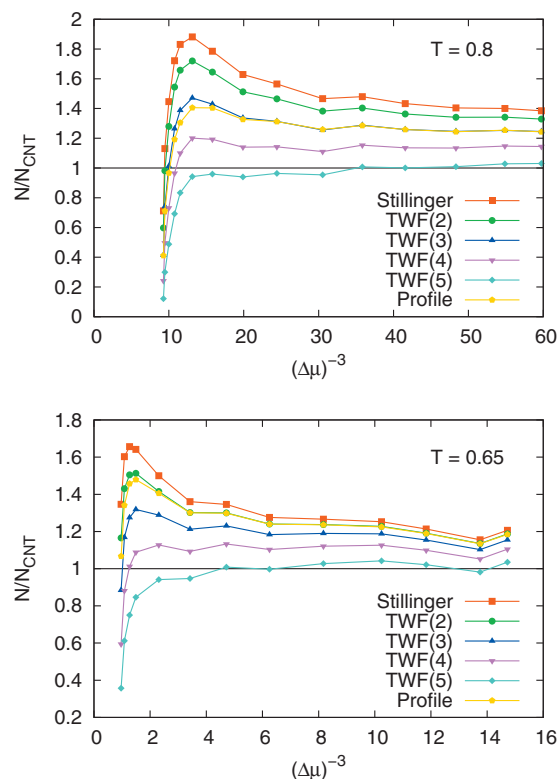 2
1.8
1.6
1.4
1.2
1
0.8
0.6
0.4
0.2
0
N/N_CNT
T = 0.8
Stillinger
TWF(2)
TWF(3)
TWF(4)
TWF(5)
Profile
0 10 20 30 40 50 60
(Δμ)⁻³
1.8
1.6
1.4
1.2
1
0.8
0.6
0.4
0.2
N/N_CNT
T = 0.65
Stillinger
TWF(2)
TWF(3)
TWF(4)
TWF(5)
Profile
0 2 4 6 8 10 12 14 16
(Δμ)⁻³